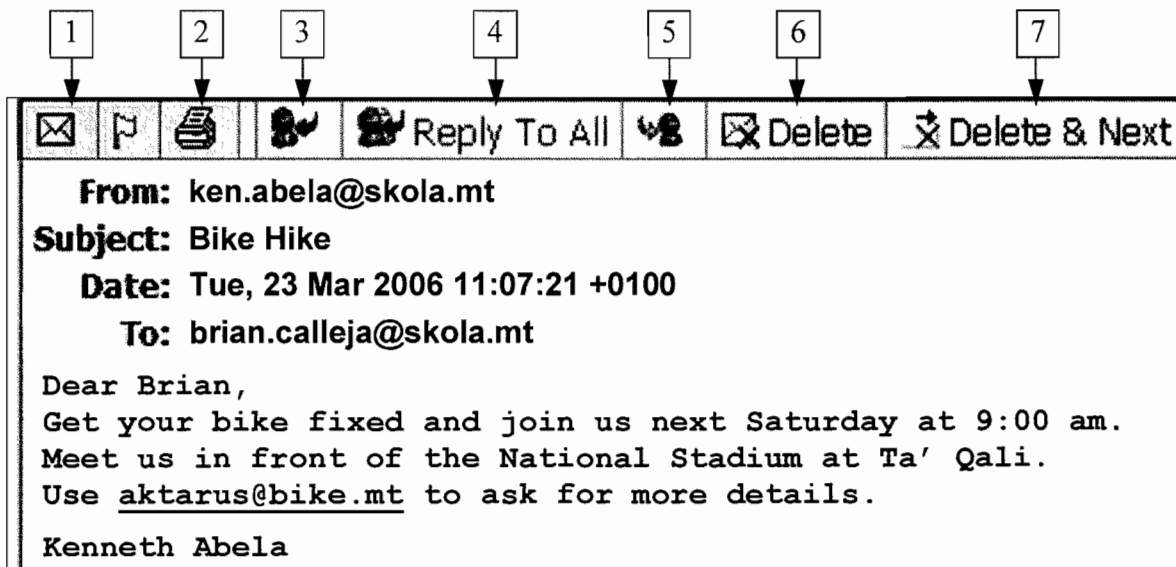 1 2 3 4 5 6 7
Reply To All Delete Delete & Next
From: ken.abela@skola.mt
Subject: Bike Hike
Date: Tue, 23 Mar 2006 11:07:21 +0100
To: brian.calleja@skola.mt
Dear Brian,
Get your bike fixed and join us next Saturday at 9:00 am.
Meet us in front of the National Stadium at Ta' Qali.
Use aktarus@bike.mt to ask for more details.
Kenneth Abela